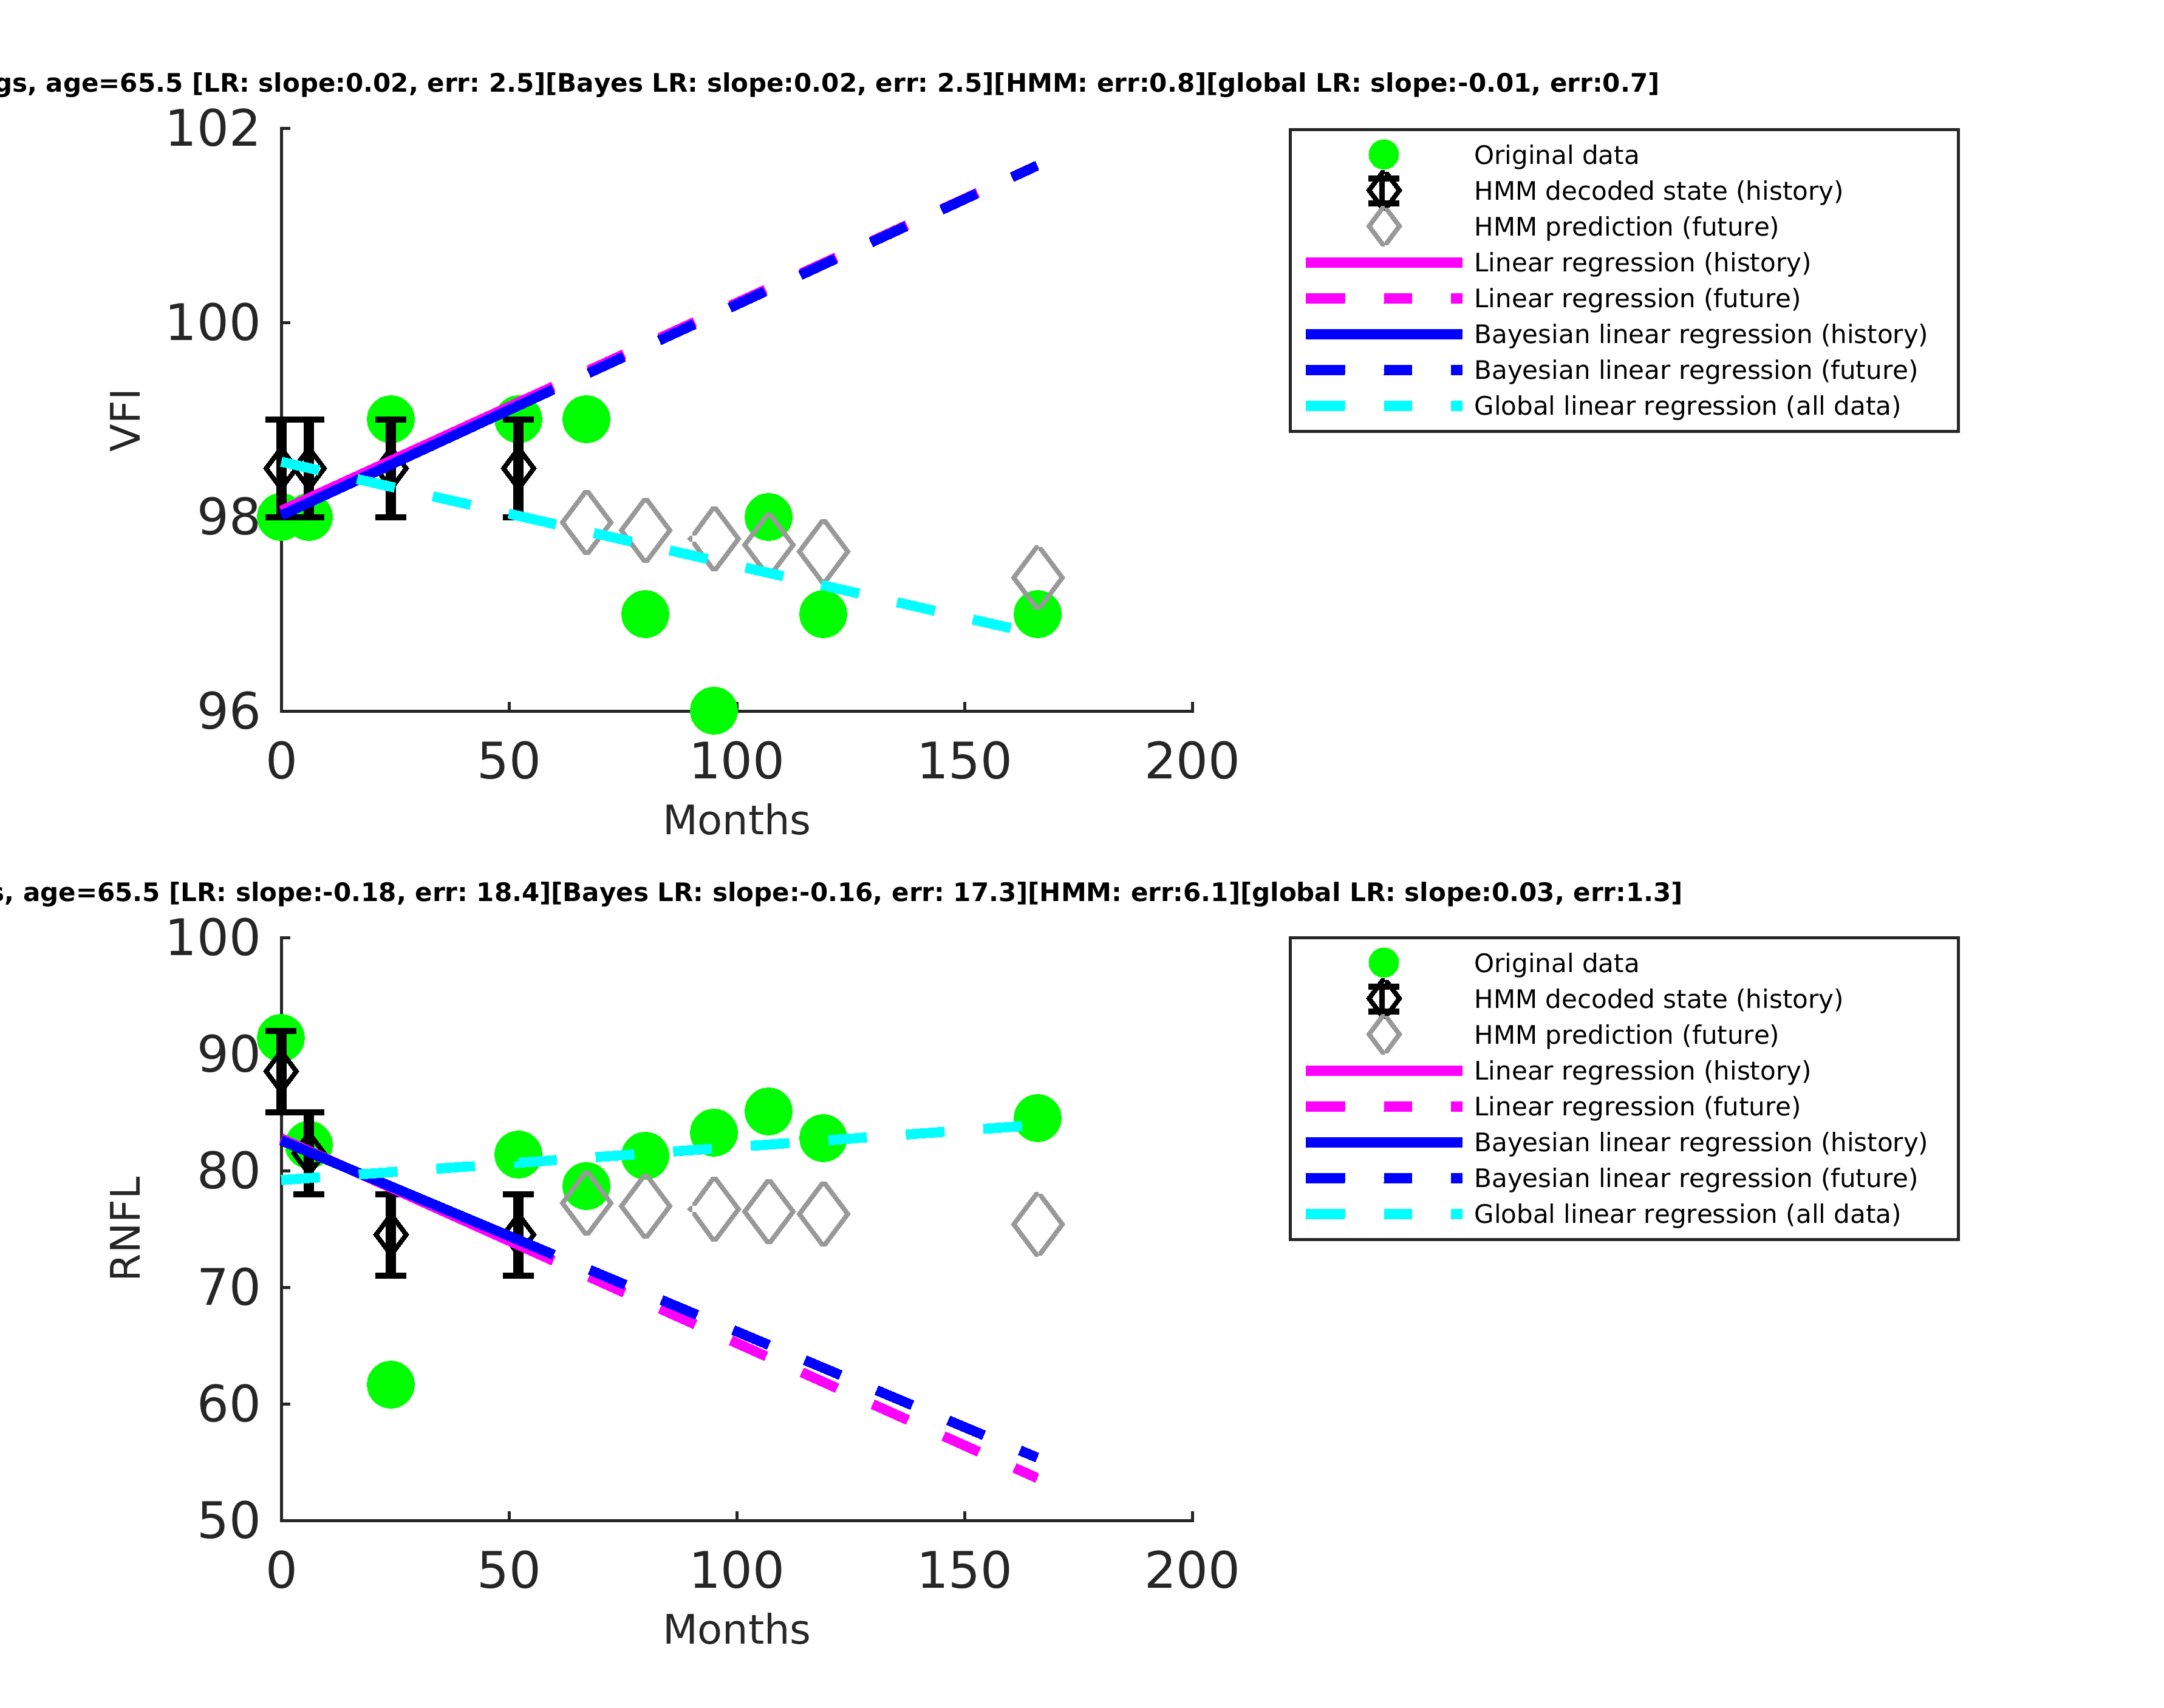 gs, age=65.5 [LR: slope:0.02, err: 2.5][Bayes LR: slope:0.02, err: 2.5][HMM: err:0.8][global LR: slope:-0.01, err:0.7]
102
100
98
96
VFI
0 50 100 150 200
Months
Original data
HMM decoded state (history)
HMM prediction (future)
Linear regression (history)
Linear regression (future)
Bayesian linear regression (history)
Bayesian linear regression (future)
Global linear regression (all data)
s, age=65.5 [LR: slope:-0.18, err: 18.4][Bayes LR: slope:-0.16, err: 17.3][HMM: err:6.1][global LR: slope:0.03, err:1.3]
100
90
80
70
60
50
RNFL
0 50 100 150 200
Months
Original data
HMM decoded state (history)
HMM prediction (future)
Linear regression (history)
Linear regression (future)
Bayesian linear regression (history)
Bayesian linear regression (future)
Global linear regression (all data)